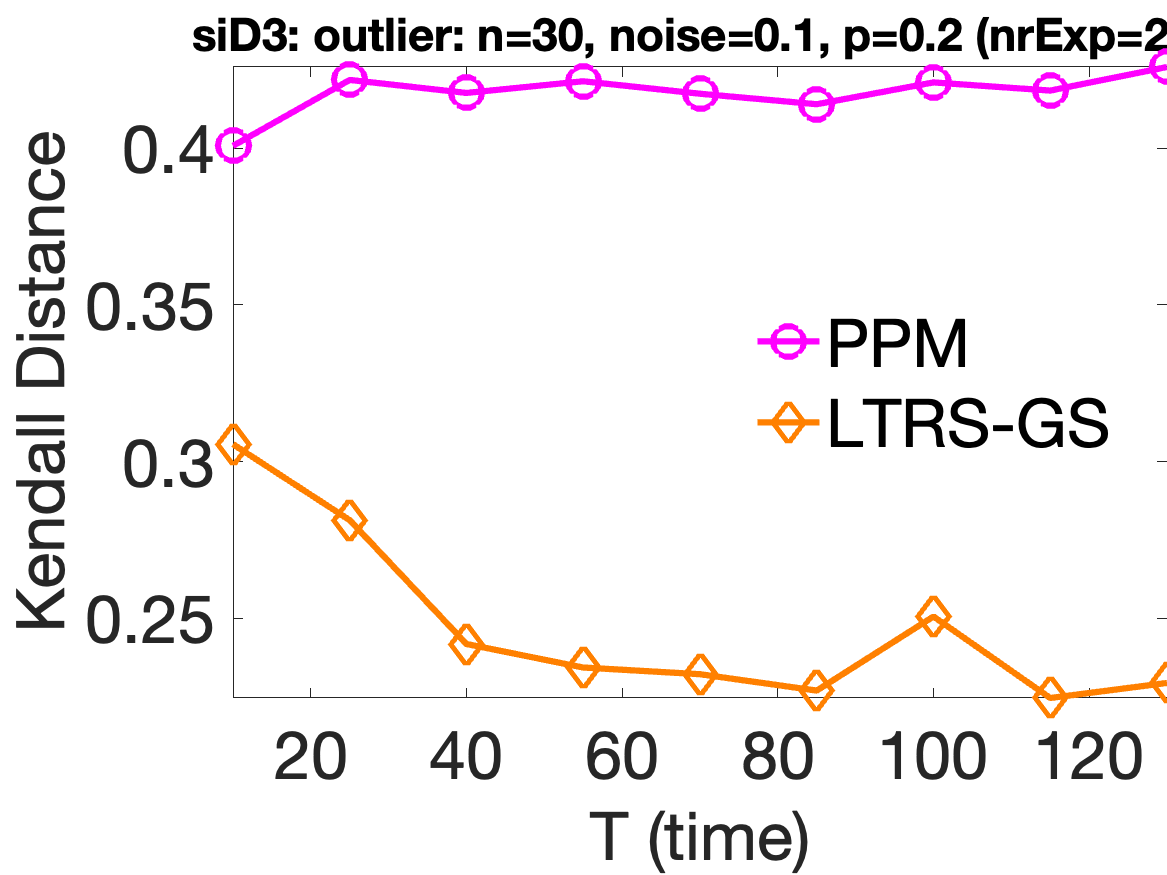 siD3: outlier: n=30, noise=0.1, p=0.2 (nrExp=2
0.4
0.35
0.3
0.25
Kendall Distance
PPM
LTRS-GS
20 40 60 80 100 120
T (time)